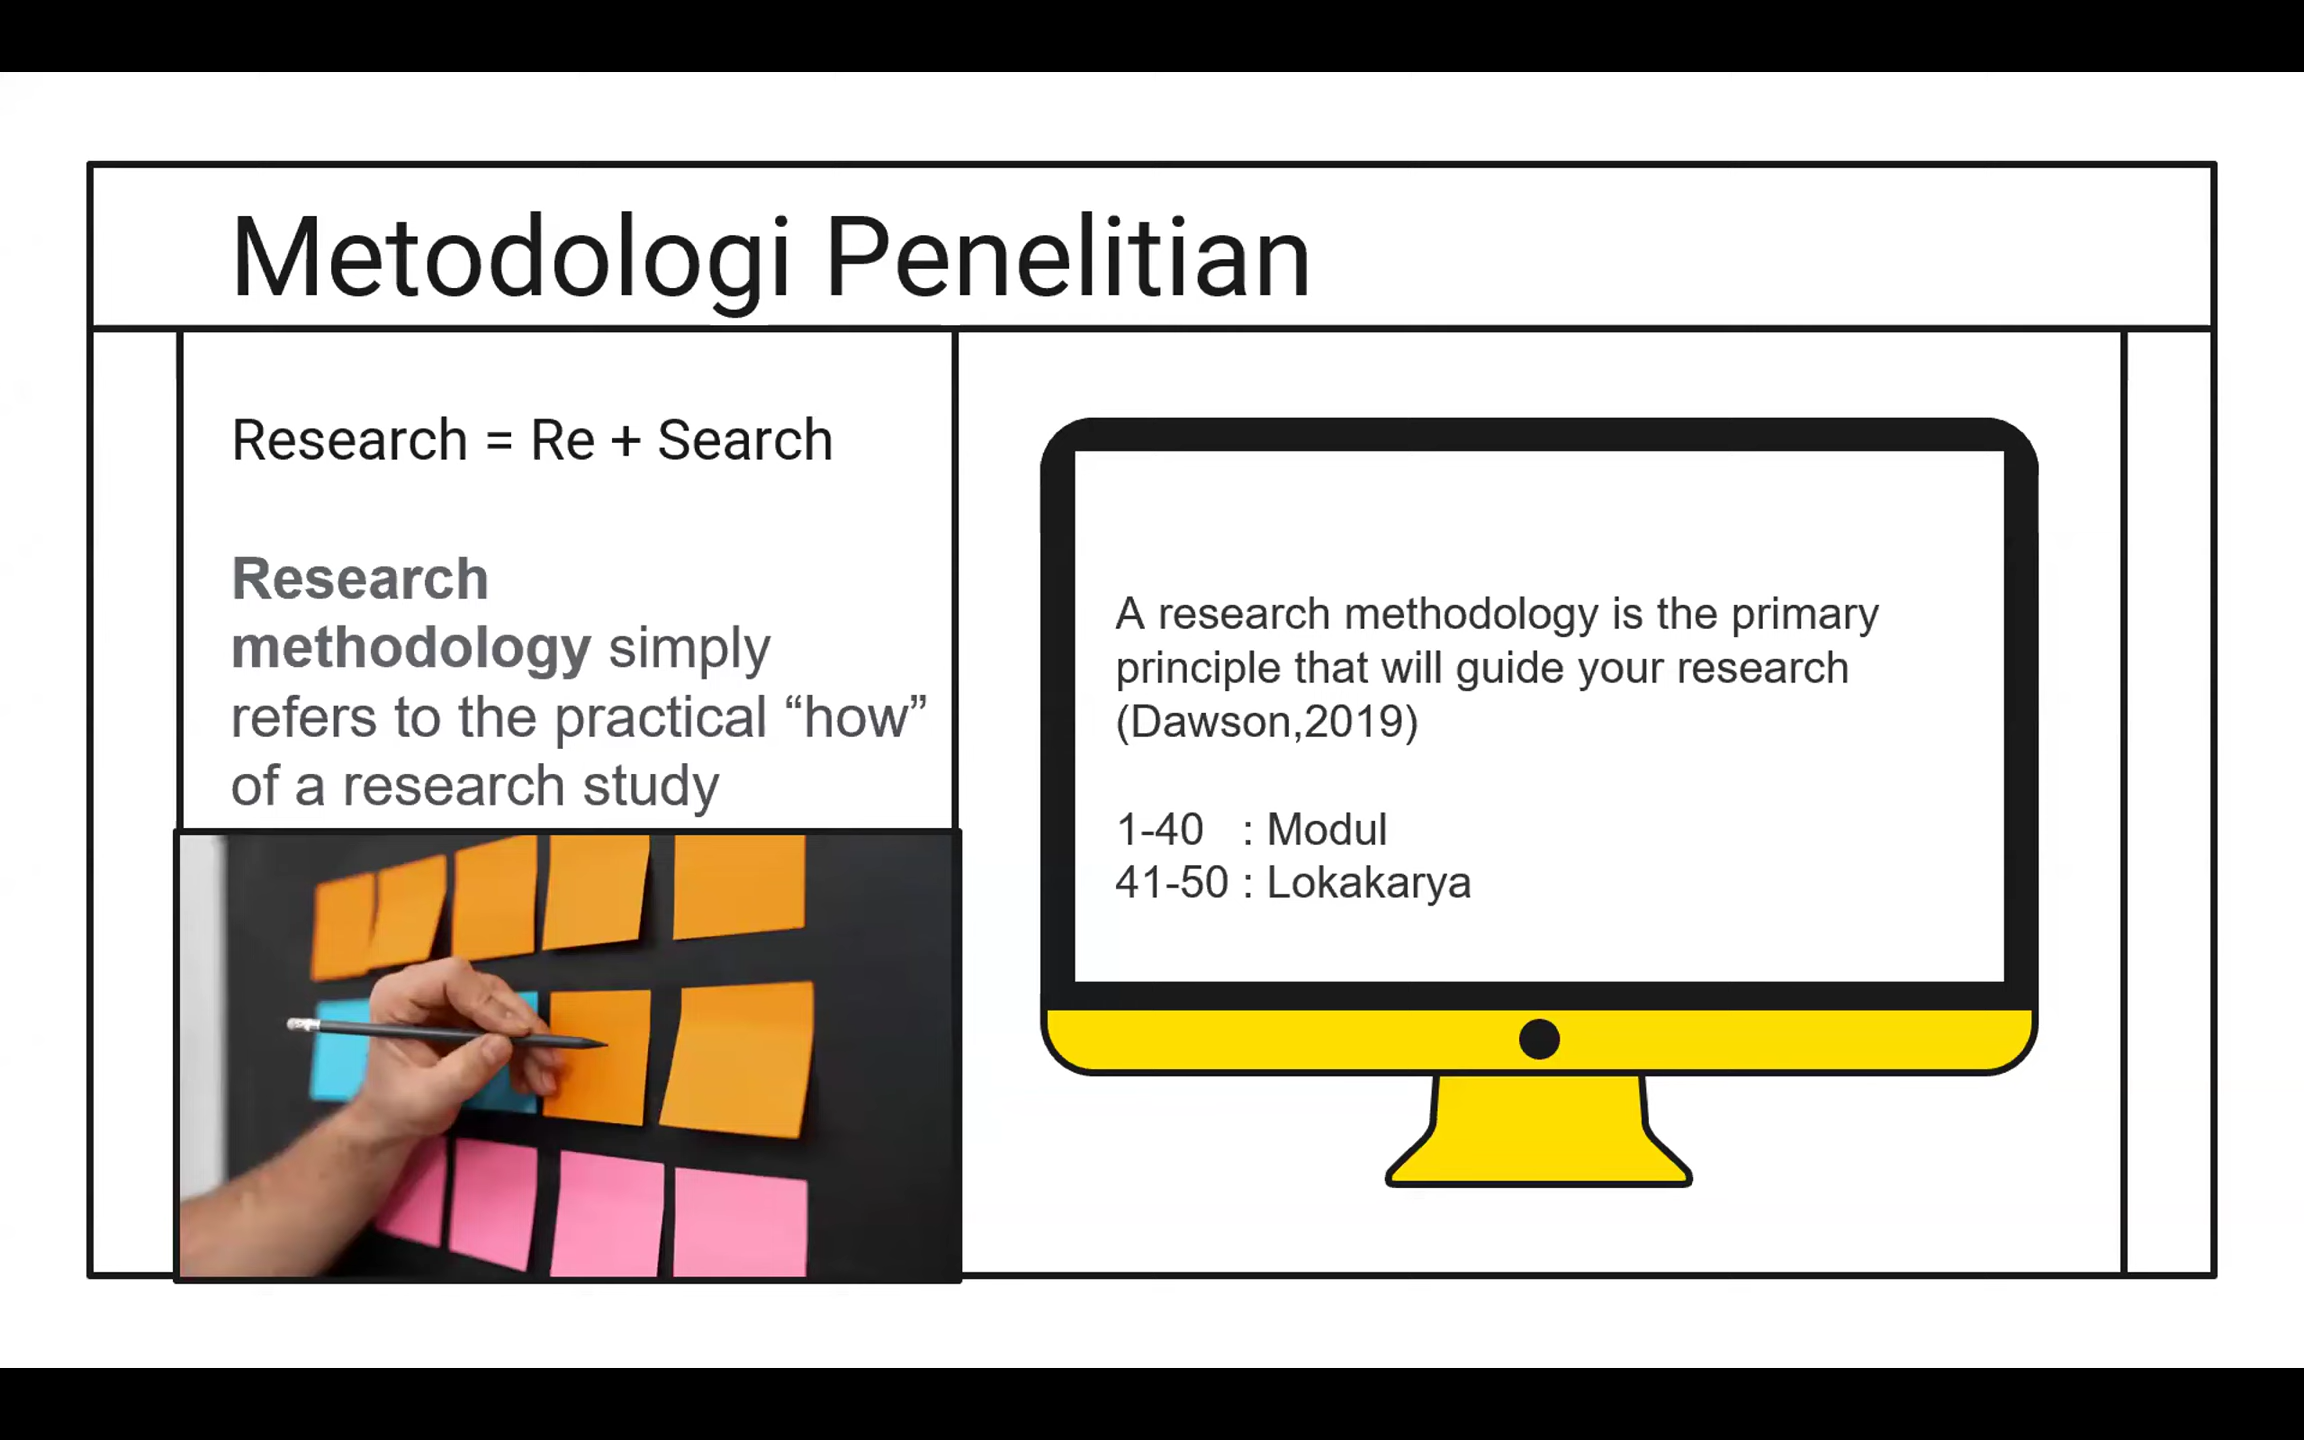 Metodologi Penelitian
Research = Re + Search
Research
methodology simply
refers to the practical “how”
of a research study
A research methodology is the primary
principle that will guide your research
(Dawson,2019)
1-40 : Modul
41-50 : Lokakarya